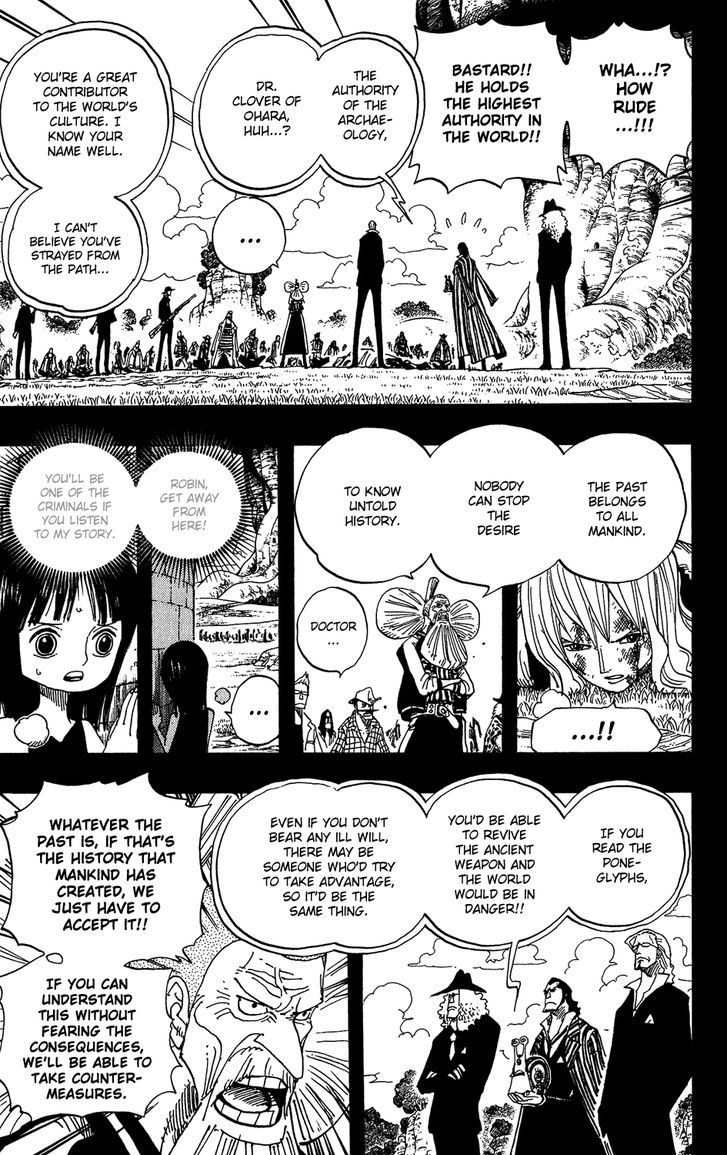 WHA...!?
HOW
RUDE
...!!!
BASTARD!!
HE HOLDS
THE HIGHEST
AUTHORITY IN
THE WORLD!!
THE
AUTHORITY
OF THE
ARCHAE-
OLOGY,
DR.
CLOVER OF
OHARA,
HUH...?
YOU'RE A GREAT
CONTRIBUTOR
TO THE WORLD'S
CULTURE. I
KNOW YOUR
NAME WELL.
I CAN'T
BELIEVE YOU'VE
STRAYED FROM
THE PATH...
...
THE PAST
BELONGS
TO ALL
MANKIND.
NOBODY
CAN STOP
THE
DESIRE
TO KNOW
UNTOLD
HISTORY.
...!!
DOCTOR
...
ROBIN,
GET AWAY
FROM
HERE!
...
YOU'LL BE
ONE OF THE
CRIMINALS IF
YOU LISTEN
TO MY STORY.
IF YOU
READ THE
PONE-
GLYPHS,
YOU'D BE ABLE
TO REVIVE
THE ANCIENT
WEAPON AND
THE WORLD
WOULD BE IN
DANGER!!
EVEN IF YOU DON'T
BEAR ANY ILL WILL,
THERE MAY BE
SOMEONE WHO'D TRY
TO TAKE ADVANTAGE,
SO IT'D BE THE
SAME THING.
WHATEVER THE
PAST IS, IF THAT'S
THE HISTORY THAT
MANKIND HAS
CREATED, WE
JUST HAVE TO
ACCEPT IT!!
IF YOU CAN
UNDERSTAND
THIS WITHOUT
FEARING THE
CONSEQUENCES,
WE'LL BE ABLE TO
TAKE COUNTER-
MEASURES.